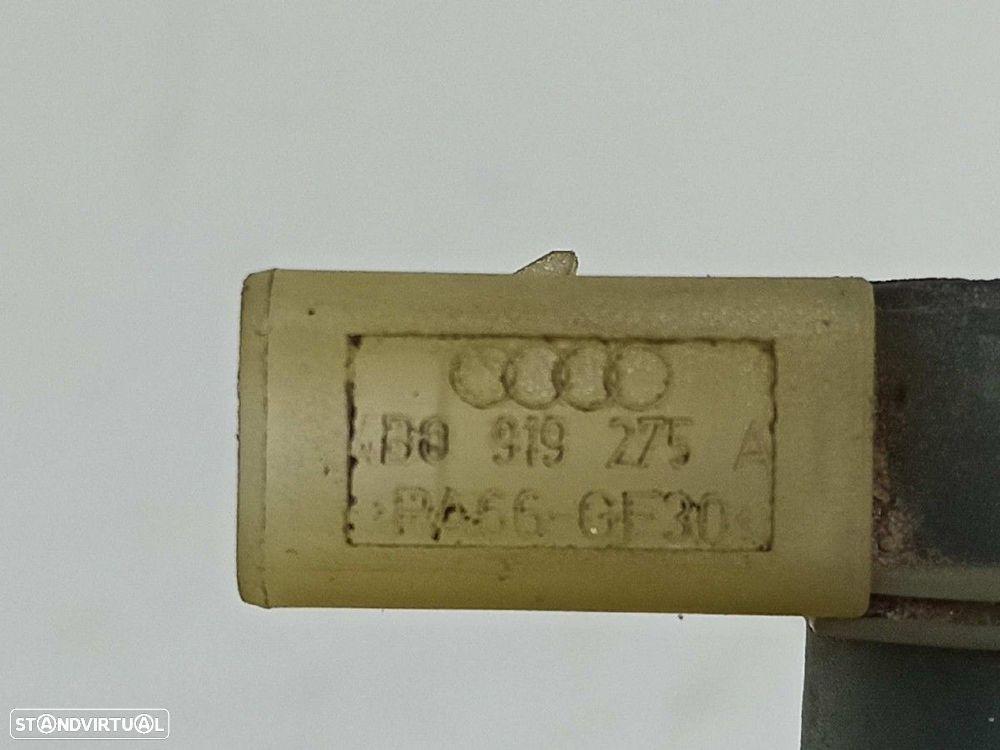 4B0 919 275 A
>PA66-GF30<
STANDVIRTUAL